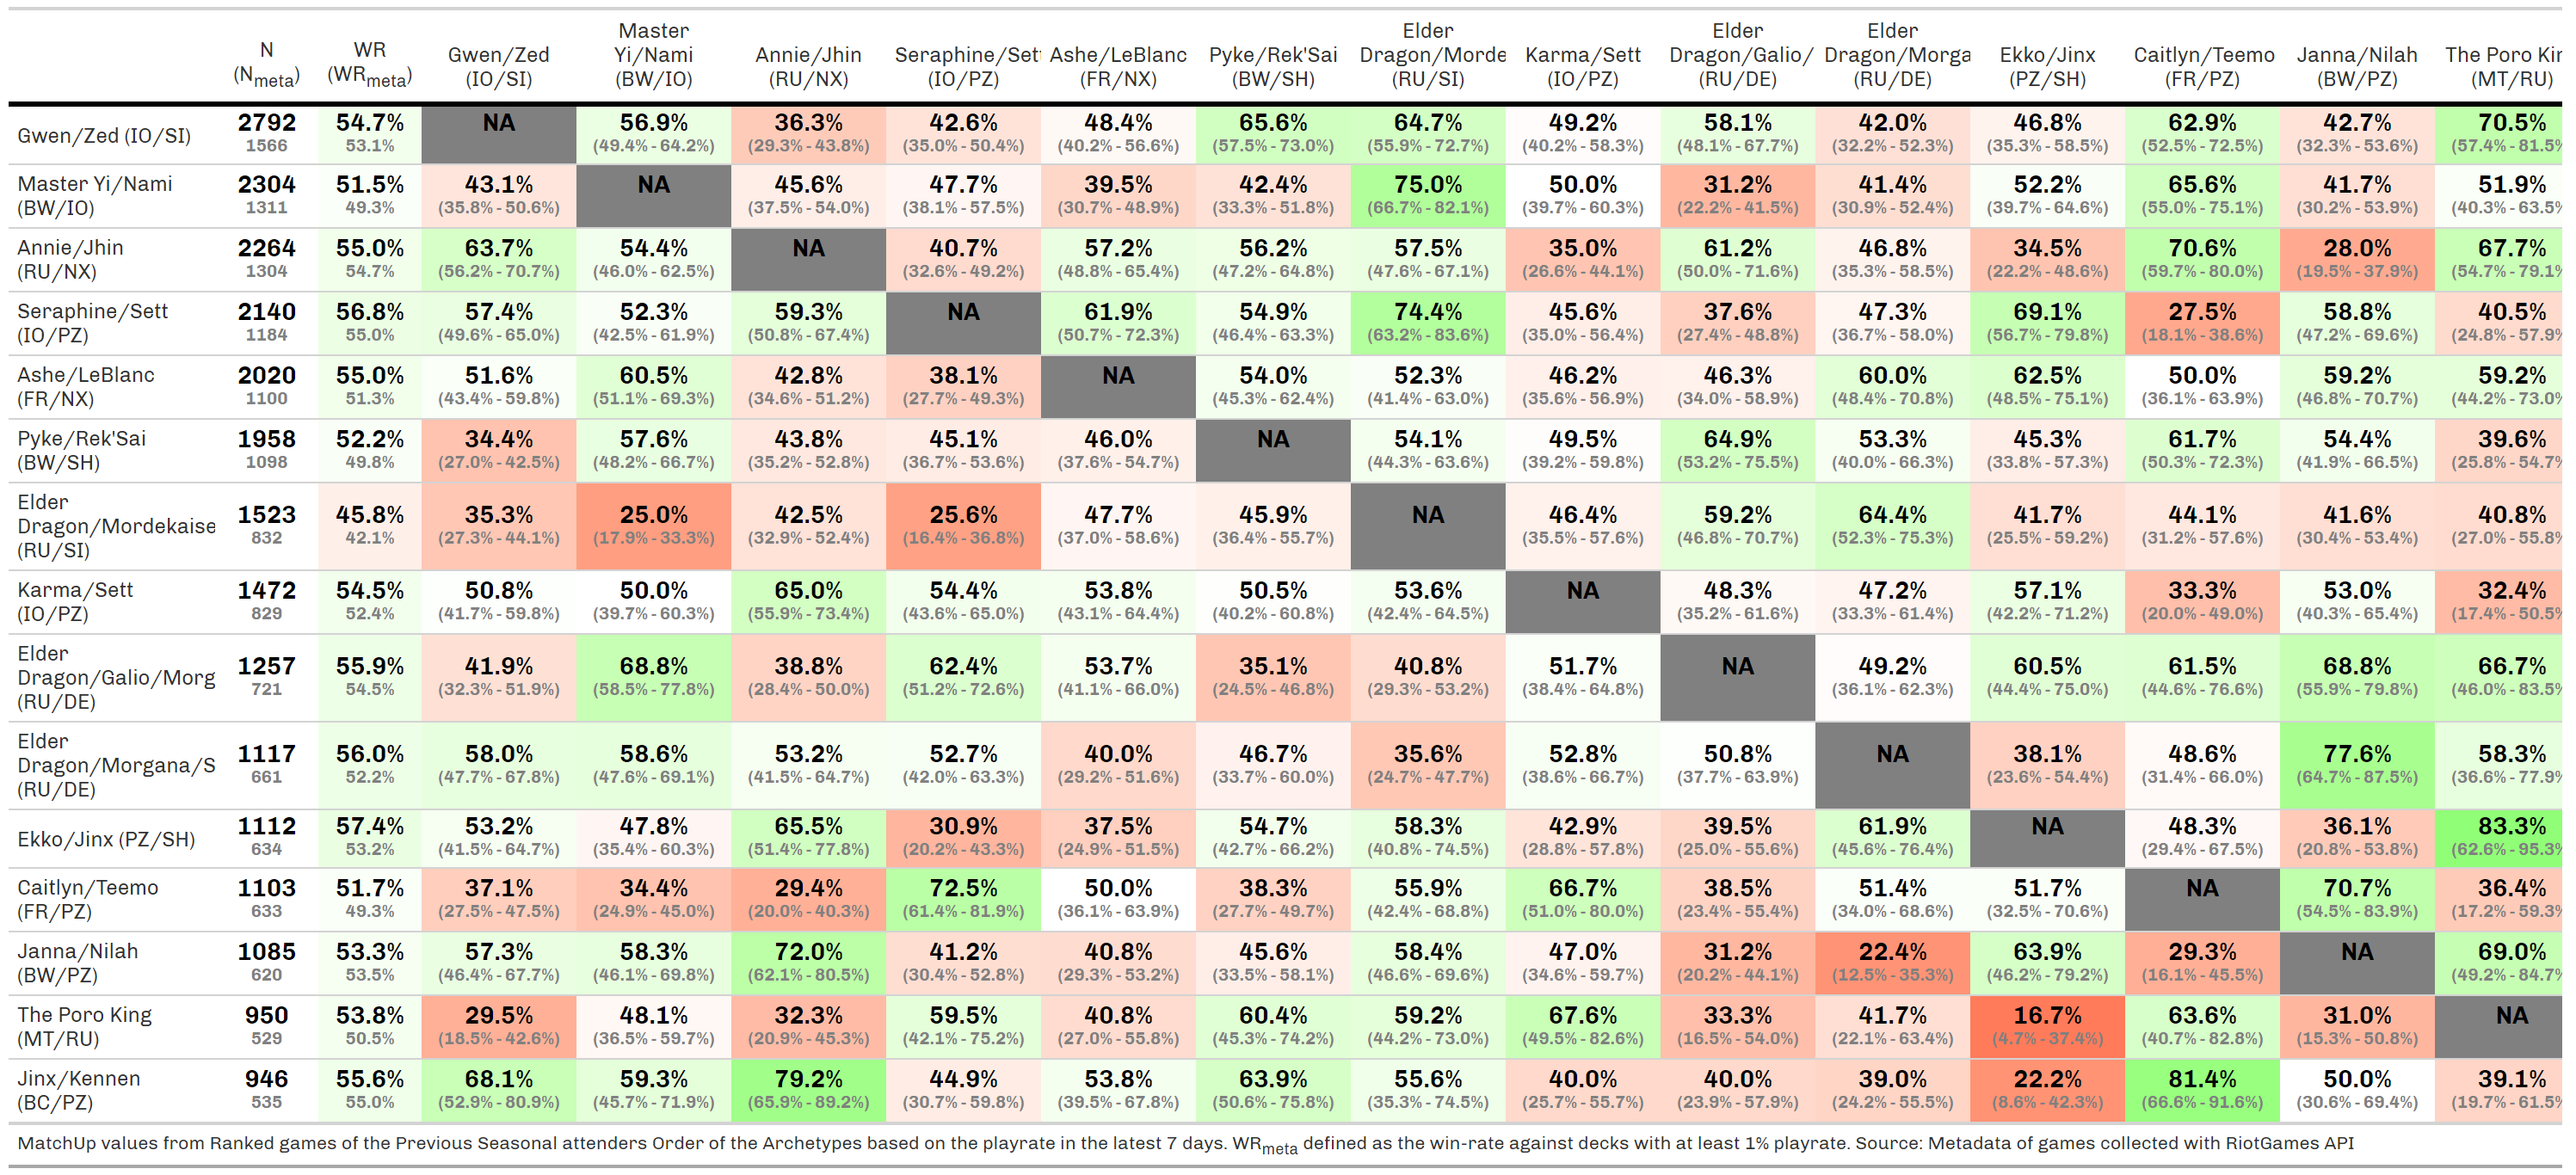 Master Elder Elder Elder
N WR Gwen/Zed Yi/Nami Annie/Jhin Seraphine/Sett Ashe/LeBlanc Pyke/Rek'Sai Dragon/Morde Karma/Sett Dragon/Galio/ Dragon/Morga Ekko/Jinx Caitlyn/Teemo Janna/Nilah The Poro Kin
(Nmeta) (WRmeta) (IO/SI) (BW/IO) (RU/NX) (IO/PZ) (FR/NX) (BW/SH) (RU/SI) (IO/PZ) (RU/DE) (RU/DE) (PZ/SH) (FR/PZ) (BW/PZ) (MT/RU)
Gwen/Zed (IO/SI) 2792 54.7% NA 56.9% 36.3% 42.6% 48.4% 65.6% 64.7% 49.2% 58.1% 42.0% 46.8% 62.9% 42.7% 70.5%
1566 53.1% (49.4% - 64.2%) (29.3% - 43.8%) (35.0% - 50.4%) (40.2% - 56.6%) (57.5% - 73.0%) (55.9% - 72.7%) (40.2% - 58.3%) (48.1% - 67.7%) (32.2% - 52.3%) (35.3% - 58.5%) (52.5% - 72.5%) (32.3% - 53.6%) (57.4% - 81.5%
Master Yi/Nami 2304 51.5% 43.1% NA 45.6% 47.7% 39.5% 42.4% 75.0% 50.0% 31.2% 41.4% 52.2% 65.6% 41.7% 51.9%
(BW/IO) 1311 49.3% (35.8% - 50.6%) (37.5% - 54.0%) (38.1% - 57.5%) (30.7% - 48.9%) (33.3% - 51.8%) (66.7% - 82.1%) (39.7% - 60.3%) (22.2% - 41.5%) (30.9% - 52.4%) (39.7% - 64.6%) (55.0% - 75.1%) (30.2% - 53.9%) (40.3% - 63.5%
Annie/Jhin 2264 55.0% 63.7% 54.4% NA 40.7% 57.2% 56.2% 57.5% 35.0% 61.2% 46.8% 34.5% 70.6% 28.0% 67.7%
(RU/NX) 1304 54.7% (56.2% - 70.7%) (46.0% - 62.5%) (32.6% - 49.2%) (48.8% - 65.4%) (47.2% - 64.8%) (47.6% - 67.1%) (26.6% - 44.1%) (50.0% - 71.6%) (35.3% - 58.5%) (22.2% - 48.6%) (59.7% - 80.0%) (19.5% - 37.9%) (54.7% - 79.1%
Seraphine/Sett 2140 56.8% 57.4% 52.3% 59.3% NA 61.9% 54.9% 74.4% 45.6% 37.6% 47.3% 69.1% 27.5% 58.8% 40.5%
(IO/PZ) 1184 55.0% (49.6% - 65.0%) (42.5% - 61.9%) (50.8% - 67.4%) (50.7% - 72.3%) (46.4% - 63.3%) (63.2% - 83.6%) (35.0% - 56.4%) (27.4% - 48.8%) (36.7% - 58.0%) (56.7% - 79.8%) (18.1% - 38.6%) (47.2% - 69.6%) (24.8% - 57.9%
Ashe/LeBlanc 2020 55.0% 51.6% 60.5% 42.8% 38.1% NA 54.0% 52.3% 46.2% 46.3% 60.0% 62.5% 50.0% 59.2% 59.2%
(FR/NX) 1100 51.3% (43.4% - 59.8%) (51.1% - 69.3%) (34.6% - 51.2%) (27.7% - 49.3%) (45.3% - 62.4%) (41.4% - 63.0%) (35.6% - 56.9%) (34.0% - 58.9%) (48.4% - 70.8%) (48.5% - 75.1%) (36.1% - 63.9%) (46.8% - 70.7%) (44.2% - 73.0%
Pyke/Rek'Sai 1958 52.2% 34.4% 57.6% 43.8% 45.1% 46.0% NA 54.1% 49.5% 64.9% 53.3% 45.3% 61.7% 54.4% 39.6%
(BW/SH) 1098 49.8% (27.0% - 42.5%) (48.2% - 66.7%) (35.2% - 52.8%) (36.7% - 53.6%) (37.6% - 54.7%) (44.3% - 63.6%) (39.2% - 59.8%) (53.2% - 75.5%) (40.0% - 66.3%) (33.8% - 57.3%) (50.3% - 72.3%) (41.9% - 66.5%) (25.8% - 54.7%
Elder
Dragon/Mordekaise 1523 45.8% 35.3% 25.0% 42.5% 25.6% 47.7% 45.9% NA 46.4% 59.2% 64.4% 41.7% 44.1% 41.6% 40.8%
(RU/SI) 832 42.1% (27.3% - 44.1%) (17.9% - 33.3%) (32.9% - 52.4%) (16.4% - 36.8%) (37.0% - 58.6%) (36.4% - 55.7%) (35.5% - 57.6%) (46.8% - 70.7%) (52.3% - 75.3%) (25.5% - 59.2%) (31.2% - 57.6%) (30.4% - 53.4%) (27.0% - 55.8%
Karma/Sett 1472 54.5% 50.8% 50.0% 65.0% 54.4% 53.8% 50.5% 53.6% NA 48.3% 47.2% 57.1% 33.3% 53.0% 32.4%
(IO/PZ) 829 52.4% (41.7% - 59.8%) (39.7% - 60.3%) (55.9% - 73.4%) (43.6% - 65.0%) (43.1% - 64.4%) (40.2% - 60.8%) (42.4% - 64.5%) (35.2% - 61.6%) (33.3% - 61.4%) (42.2% - 71.2%) (20.0% - 49.0%) (40.3% - 65.4%) (17.4% - 50.5%
Elder
Dragon/Galio/Morg 1257 55.9% 41.9% 68.8% 38.8% 62.4% 53.7% 35.1% 40.8% 51.7% NA 49.2% 60.5% 61.5% 68.8% 66.7%
(RU/DE) 721 54.5% (32.3% - 51.9%) (58.5% - 77.8%) (28.4% - 50.0%) (51.2% - 72.6%) (41.1% - 66.0%) (24.5% - 46.8%) (29.3% - 53.2%) (38.4% - 64.8%) (36.1% - 62.3%) (44.4% - 75.0%) (44.6% - 76.6%) (55.9% - 79.8%) (46.0% - 83.5%
Elder
Dragon/Morgana/S 1117 56.0% 58.0% 58.6% 53.2% 52.7% 40.0% 46.7% 35.6% 52.8% 50.8% NA 38.1% 48.6% 77.6% 58.3%
(RU/DE) 661 52.2% (47.7% - 67.8%) (47.6% - 69.1%) (41.5% - 64.7%) (42.0% - 63.3%) (29.2% - 51.6%) (33.7% - 60.0%) (24.7% - 47.7%) (38.6% - 66.7%) (37.7% - 63.9%) (23.6% - 54.4%) (31.4% - 66.0%) (64.7% - 87.5%) (36.6% - 77.9%
Ekko/Jinx (PZ/SH) 1112 57.4% 53.2% 47.8% 65.5% 30.9% 37.5% 54.7% 58.3% 42.9% 39.5% 61.9% NA 48.3% 36.1% 83.3%
634 53.2% (41.5% - 64.7%) (35.4% - 60.3%) (51.4% - 77.8%) (20.2% - 43.3%) (24.9% - 51.5%) (42.7% - 66.2%) (40.8% - 74.5%) (28.8% - 57.8%) (25.0% - 55.6%) (45.6% - 76.4%) (29.4% - 67.5%) (20.8% - 53.8%) (62.6% - 95.3%
Caitlyn/Teemo 1103 51.7% 37.1% 34.4% 29.4% 72.5% 50.0% 38.3% 55.9% 66.7% 38.5% 51.4% 51.7% NA 70.7% 36.4%
(FR/PZ) 633 49.3% (27.5% - 47.5%) (24.9% - 45.0%) (20.0% - 40.3%) (61.4% - 81.9%) (36.1% - 63.9%) (27.7% - 49.7%) (42.4% - 68.8%) (51.0% - 80.0%) (23.4% - 55.4%) (34.0% - 68.6%) (32.5% - 70.6%) (54.5% - 83.9%) (17.2% - 59.3%
Janna/Nilah 1085 53.3% 57.3% 58.3% 72.0% 41.2% 40.8% 45.6% 58.4% 47.0% 31.2% 22.4% 63.9% 29.3% NA 69.0%
(BW/PZ) 620 53.5% (46.4% - 67.7%) (46.1% - 69.8%) (62.1% - 80.5%) (30.4% - 52.8%) (29.3% - 53.2%) (33.5% - 58.1%) (46.6% - 69.6%) (34.6% - 59.7%) (20.2% - 44.1%) (12.5% - 35.3%) (46.2% - 79.2%) (16.1% - 45.5%) (49.2% - 84.7%
The Poro King 950 53.8% 29.5% 48.1% 32.3% 59.5% 40.8% 60.4% 59.2% 67.6% 33.3% 41.7% 16.7% 63.6% 31.0% NA
(MT/RU) 529 50.5% (18.5% - 42.6%) (36.5% - 59.7%) (20.9% - 45.3%) (42.1% - 75.2%) (27.0% - 55.8%) (45.3% - 74.2%) (44.2% - 73.0%) (49.5% - 82.6%) (16.5% - 54.0%) (22.1% - 63.4%) (4.7% - 37.4%) (40.7% - 82.8%) (15.3% - 50.8%)
Jinx/Kennen 946 55.6% 68.1% 59.3% 79.2% 44.9% 53.8% 63.9% 55.6% 40.0% 40.0% 39.0% 22.2% 81.4% 50.0% 39.1%
(BC/PZ) 535 55.0% (52.9% - 80.9%) (45.7% - 71.9%) (65.9% - 89.2%) (30.7% - 59.8%) (39.5% - 67.8%) (50.6% - 75.8%) (35.3% - 74.5%) (25.7% - 55.7%) (23.9% - 57.9%) (24.2% - 55.5%) (8.6% - 42.3%) (66.6% - 91.6%) (30.6% - 69.4%) (19.7% - 61.5%
MatchUp values from Ranked games of the Previous Seasonal attenders Order of the Archetypes based on the playrate in the latest 7 days. WRmeta defined as the win-rate against decks with at least 1% playrate. Source: Metadata of games collected with RiotGames API